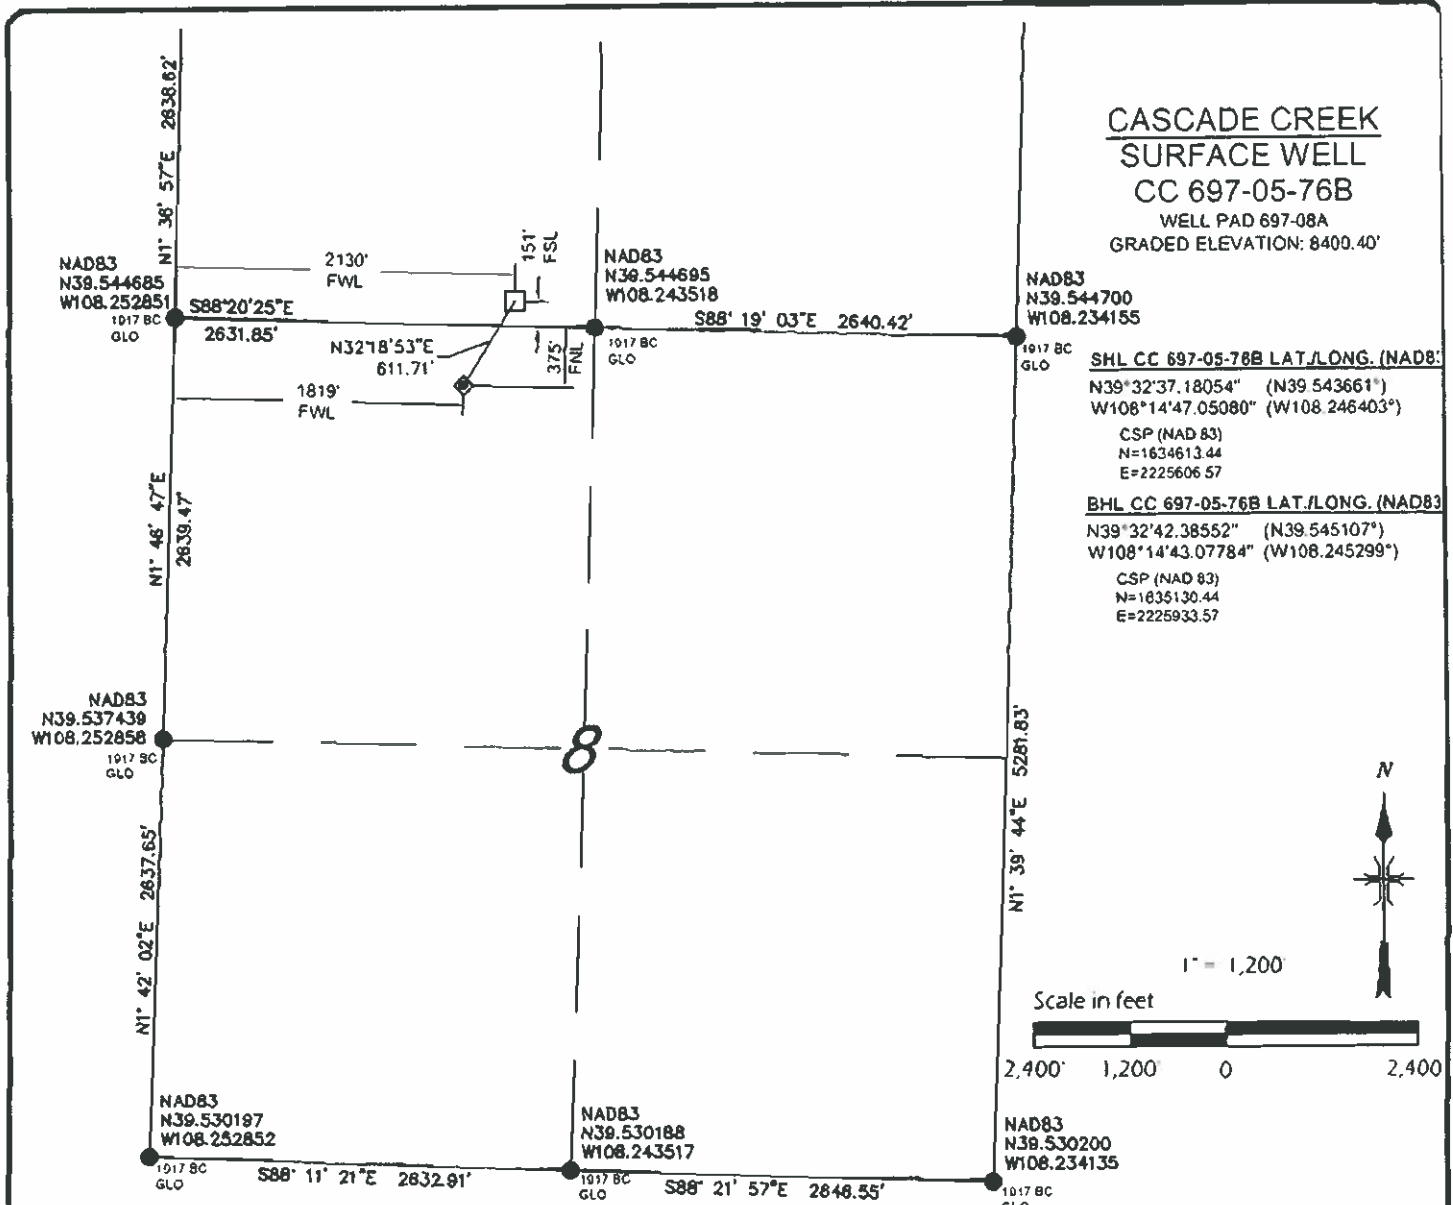 CASCADE CREEK
SURFACE WELL
CC 697-05-76B
WELL PAD 697-08A
GRADED ELEVATION: 8400.40'
N1° 36' 57"E 2638.62'
2130'
FWL
151'
FSL
NAD83
N39.544685
W108.252851
1917 BC
GLO
S88°20'25"E
2631.85'
NAD83
N39.544695
W108.243518
1917 BC
GLO
S88° 19' 03"E 2640.42'
NAD83
N39.544700
W108.234155
1917 BC
GLO
N32°18'53"E
611.71'
375'
FNL
1819'
FWL
SHL CC 697-05-76B LAT./LONG. (NAD83
N39°32'37.18054" (N39.543661°)
W108°14'47.05080" (W108.246403°)
CSP (NAD 83)
N=1634613.44
E=2225606.57
BHL CC 697-05-76B LAT./LONG. (NAD83
N39°32'42.38552" (N39.545107°)
W108°14'43.07784" (W108.245299°)
CSP (NAD 83)
N=1635130.44
E=2225933.57
N1° 46' 47"E
2639.47'
NAD83
N39.537439
W108.252858
1917 BC
GLO
8
N1° 39' 44"E 5281.83'
N1° 42' 02"E 2637.65'
N
1" = 1,200'
Scale in feet
2,400' 1,200' 0 2,400
NAD83
N39.530197
W108.252852
1917 BC
GLO
S88° 11' 21"E 2632.91'
NAD83
N39.530188
W108.243517
1917 BC
GLO
S88° 21' 57"E 2646.55'
NAD83
N39.530200
W108.234135
1917 BC
GLO